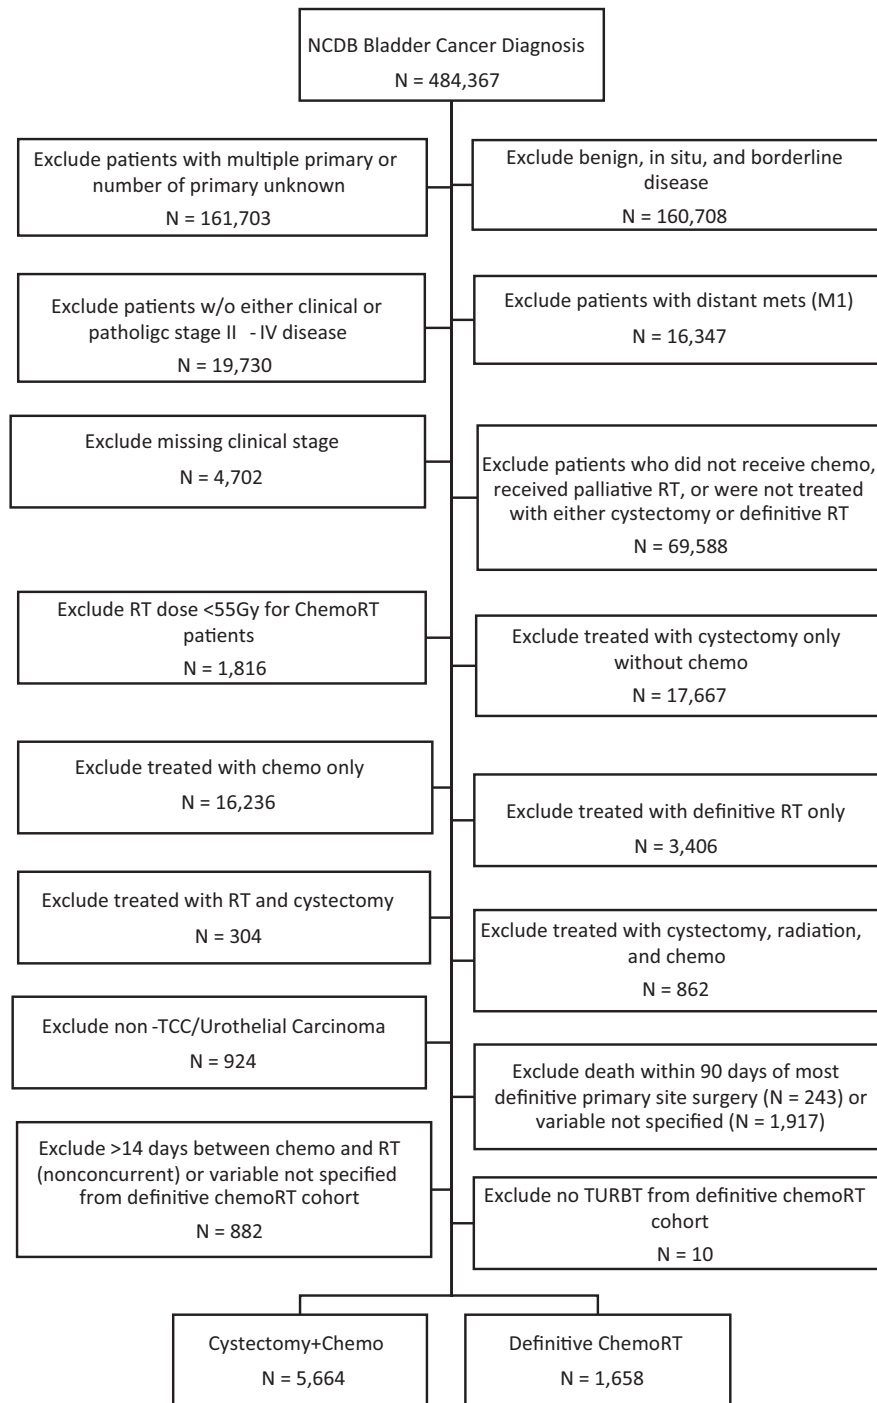 NCDB Bladder Cancer Diagnosis
N = 484,367
Exclude patients with multiple primary or
number of primary unknown
N = 161,703
Exclude benign, in situ, and borderline
disease
N = 160,708
Exclude patients w/o either clinical or
patholigc stage II - IV disease
N = 19,730
Exclude patients with distant mets (M1)
N = 16,347
Exclude missing clinical stage
N = 4,702
Exclude patients who did not receive chemo,
received palliative RT, or were not treated
with either cystectomy or definitive RT
N = 69,588
Exclude RT dose <55Gy for ChemoRT
patients
N = 1,816
Exclude treated with cystectomy only
without chemo
N = 17,667
Exclude treated with chemo only
N = 16,236
Exclude treated with definitive RT only
N = 3,406
Exclude treated with RT and cystectomy
N = 304
Exclude treated with cystectomy, radiation,
and chemo
N = 862
Exclude non -TCC/Urothelial Carcinoma
N = 924
Exclude death within 90 days of most
definitive primary site surgery (N = 243) or
variable not specified (N = 1,917)
Exclude >14 days between chemo and RT
(nonconcurrent) or variable not specified
from definitive chemoRT cohort
N = 882
Exclude no TURBT from definitive chemoRT
cohort
N = 10
Cystectomy+Chemo
N = 5,664
Definitive ChemoRT
N = 1,658